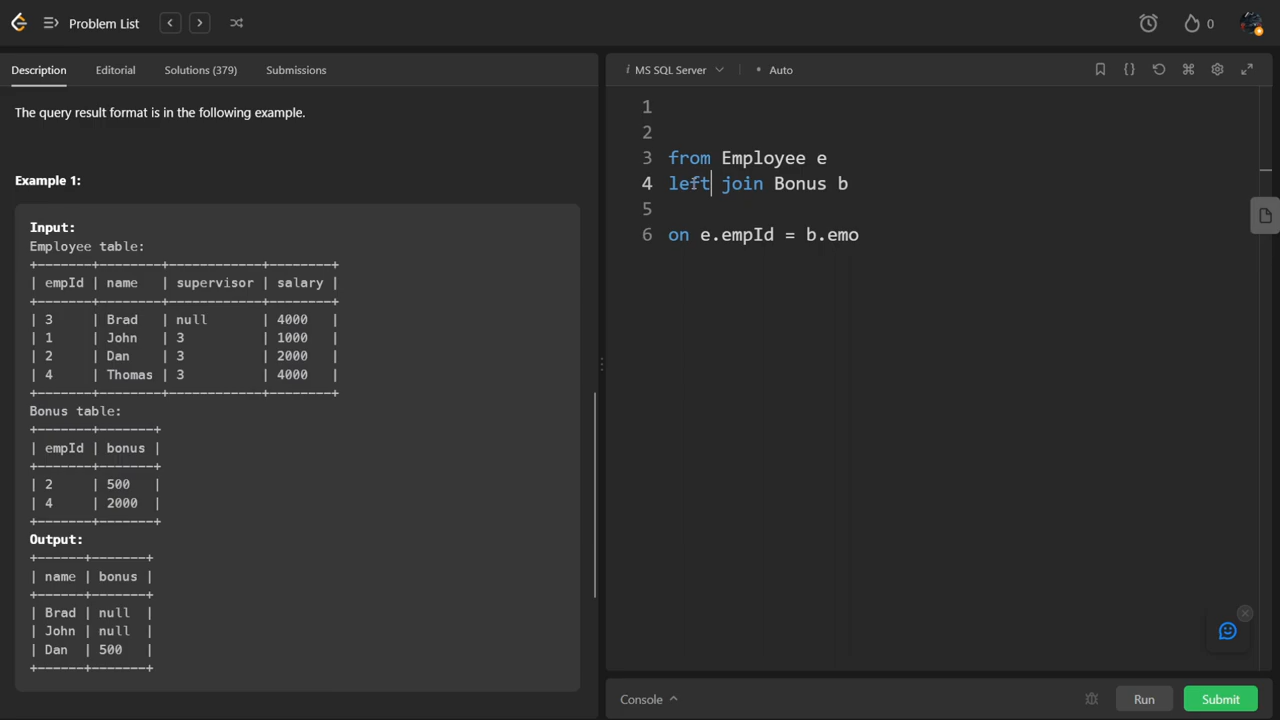 Problem List
0
Description Editorial Solutions (379) Submissions
The query result format is in the following example.
Example 1:
Input:
Employee table:
+-------+--------+------------+--------+
| empId | name   | supervisor | salary |
+-------+--------+------------+--------+
| 3     | Brad   | null       | 4000   |
| 1     | John   | 3          | 1000   |
| 2     | Dan    | 3          | 2000   |
| 4     | Thomas | 3          | 4000   |
+-------+--------+------------+--------+
Bonus table:
+-------+-------+
| empId | bonus |
+-------+-------+
| 2     | 500   |
| 4     | 2000  |
+-------+-------+
Output:
+------+-------+
| name | bonus |
+------+-------+
| Brad | null  |
| John | null  |
| Dan  | 500   |
+------+-------+
i MS SQL Server • Auto
1
2
3 from Employee e
4 left join Bonus b
5
6 on e.empId = b.emo
Console Run Submit